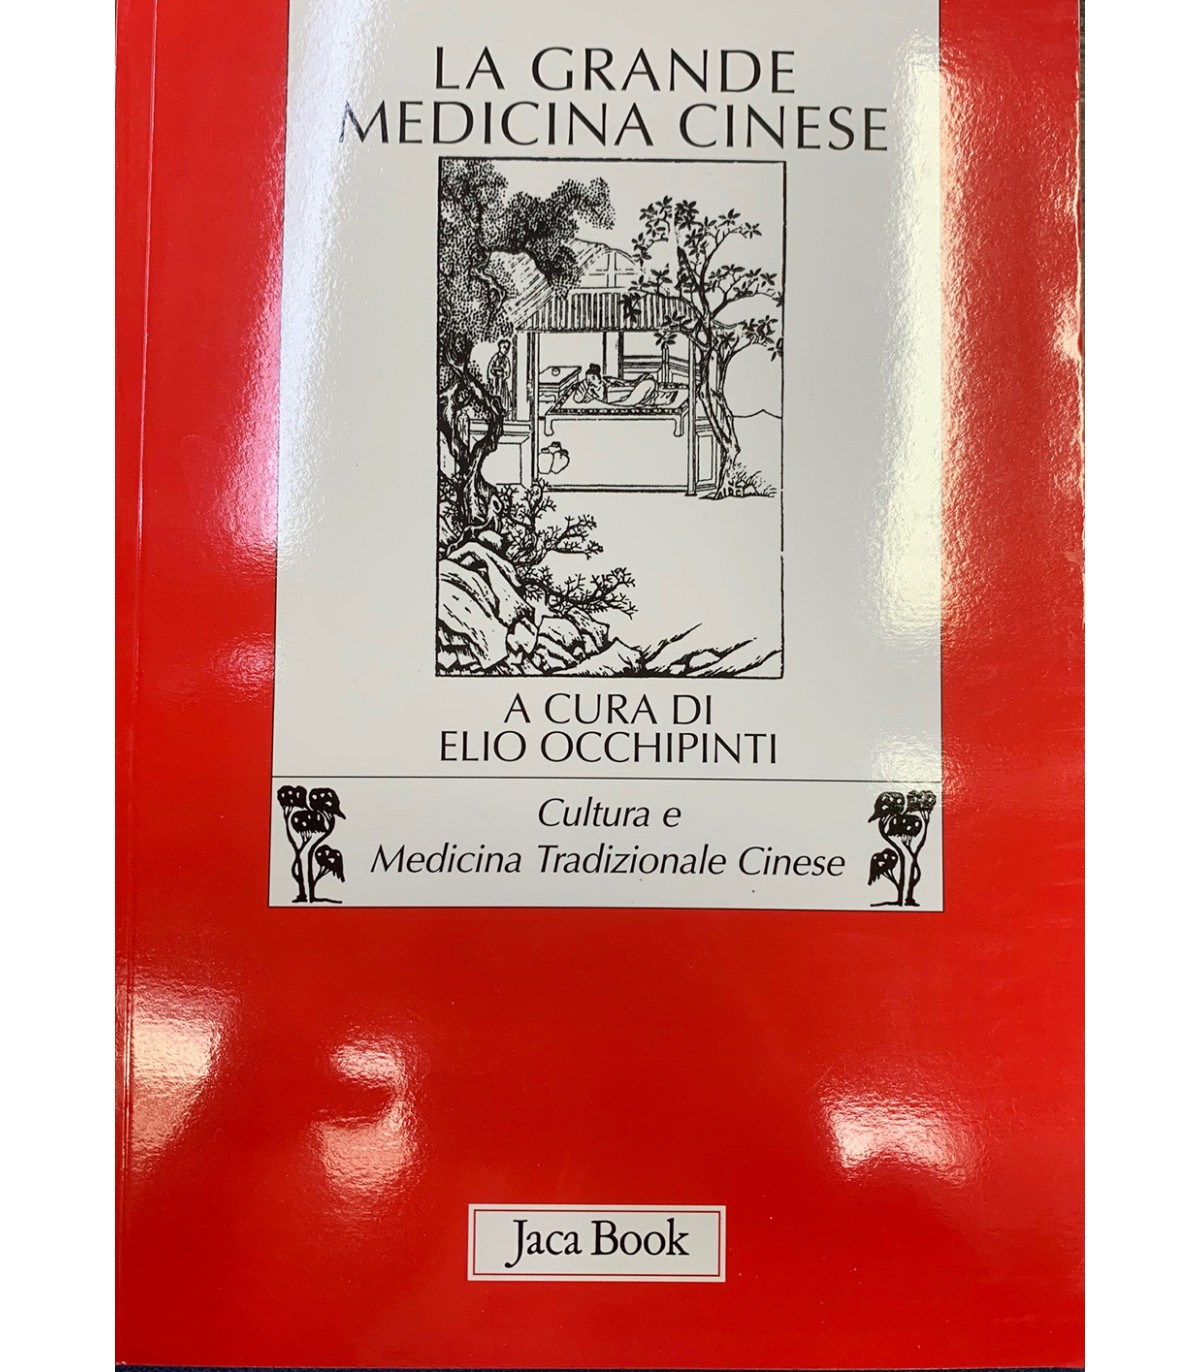 LA GRANDE
MEDICINA CINESE
A CURA DI
ELIO OCCHIPINTI
Cultura e
Medicina Tradizionale Cinese
Jaca Book